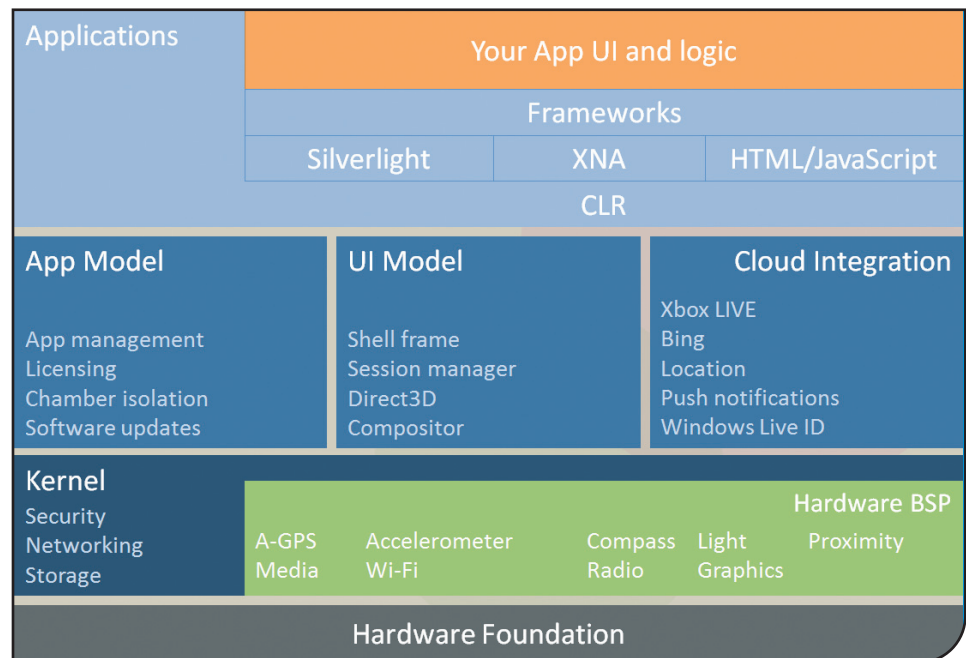 Applications
Your App UI and logic
Frameworks
Silverlight
XNA
HTML/JavaScript
CLR
App Model
App management
Licensing
Chamber isolation
Software updates
UI Model
Shell frame
Session manager
Direct3D
Compositor
Cloud Integration
Xbox LIVE
Bing
Location
Push notifications
Windows Live ID
Kernel
Security
Networking
Storage
Hardware BSP
A-GPS Accelerometer Compass Light Proximity
Media Wi-Fi Radio Graphics
Hardware Foundation